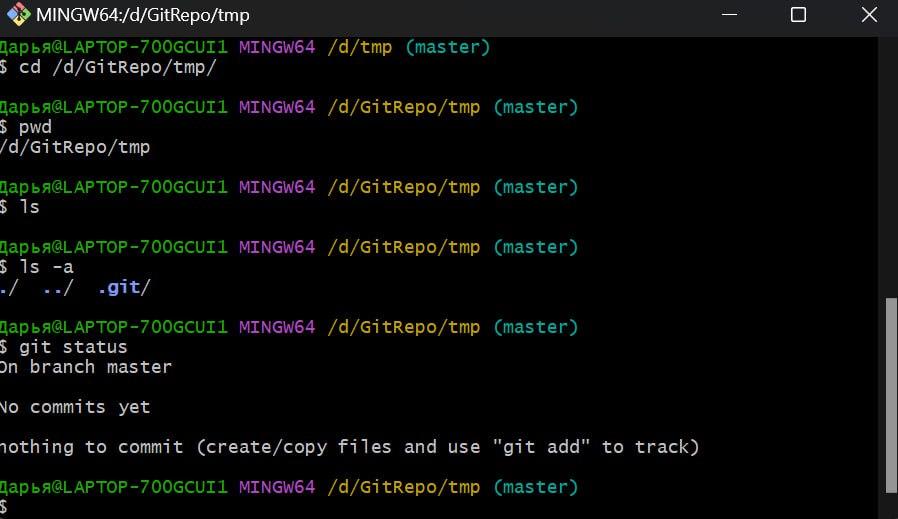 MINGW64:/d/GitRepo/tmp
Дарья@LAPTOP-700GCUI1 MINGW64 /d/tmp (master)
$ cd /d/GitRepo/tmp/
Дарья@LAPTOP-700GCUI1 MINGW64 /d/GitRepo/tmp (master)
$ pwd
/d/GitRepo/tmp
Дарья@LAPTOP-700GCUI1 MINGW64 /d/GitRepo/tmp (master)
$ ls
Дарья@LAPTOP-700GCUI1 MINGW64 /d/GitRepo/tmp (master)
$ ls -a
./  ../  .git/
Дарья@LAPTOP-700GCUI1 MINGW64 /d/GitRepo/tmp (master)
$ git status
On branch master
No commits yet
nothing to commit (create/copy files and use "git add" to track)
Дарья@LAPTOP-700GCUI1 MINGW64 /d/GitRepo/tmp (master)
$